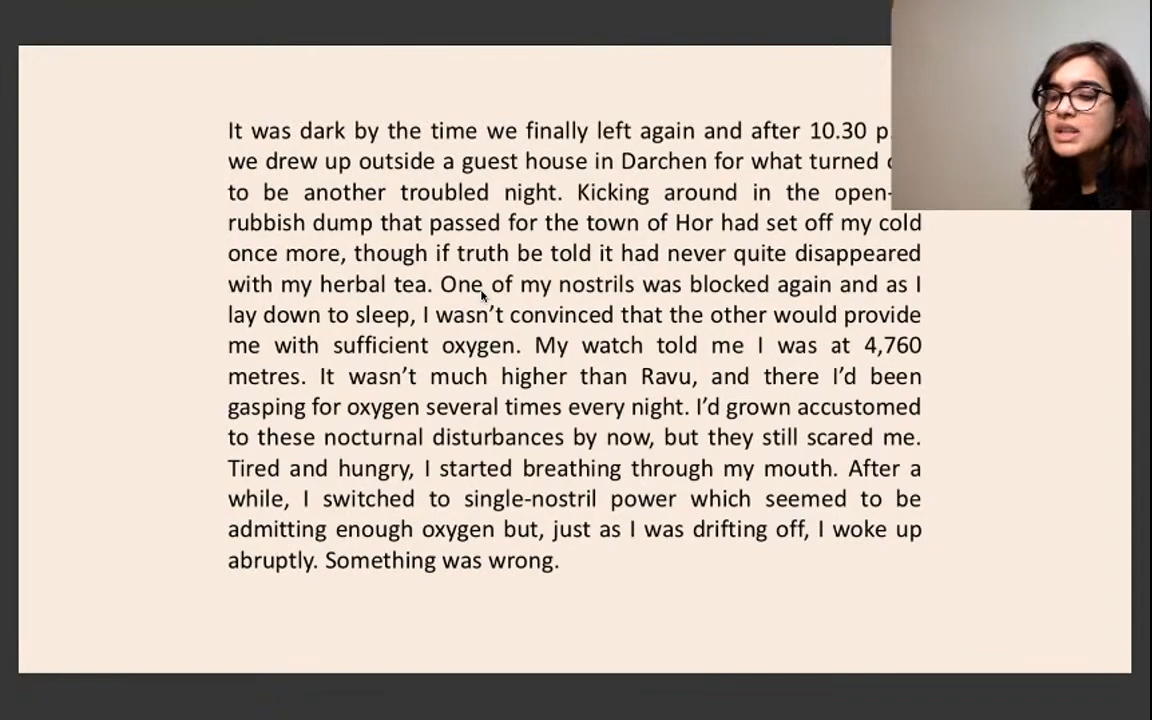 It was dark by the time we finally left again and after 10.30 p
we drew up outside a guest house in Darchen for what turned
to be another troubled night. Kicking around in the open-
rubbish dump that passed for the town of Hor had set off my cold
once more, though if truth be told it had never quite disappeared
with my herbal tea. One of my nostrils was blocked again and as I
lay down to sleep, I wasn’t convinced that the other would provide
me with sufficient oxygen. My watch told me I was at 4,760
metres. It wasn’t much higher than Ravu, and there I’d been
gasping for oxygen several times every night. I’d grown accustomed
to these nocturnal disturbances by now, but they still scared me.
Tired and hungry, I started breathing through my mouth. After a
while, I switched to single-nostril power which seemed to be
admitting enough oxygen but, just as I was drifting off, I woke up
abruptly. Something was wrong.